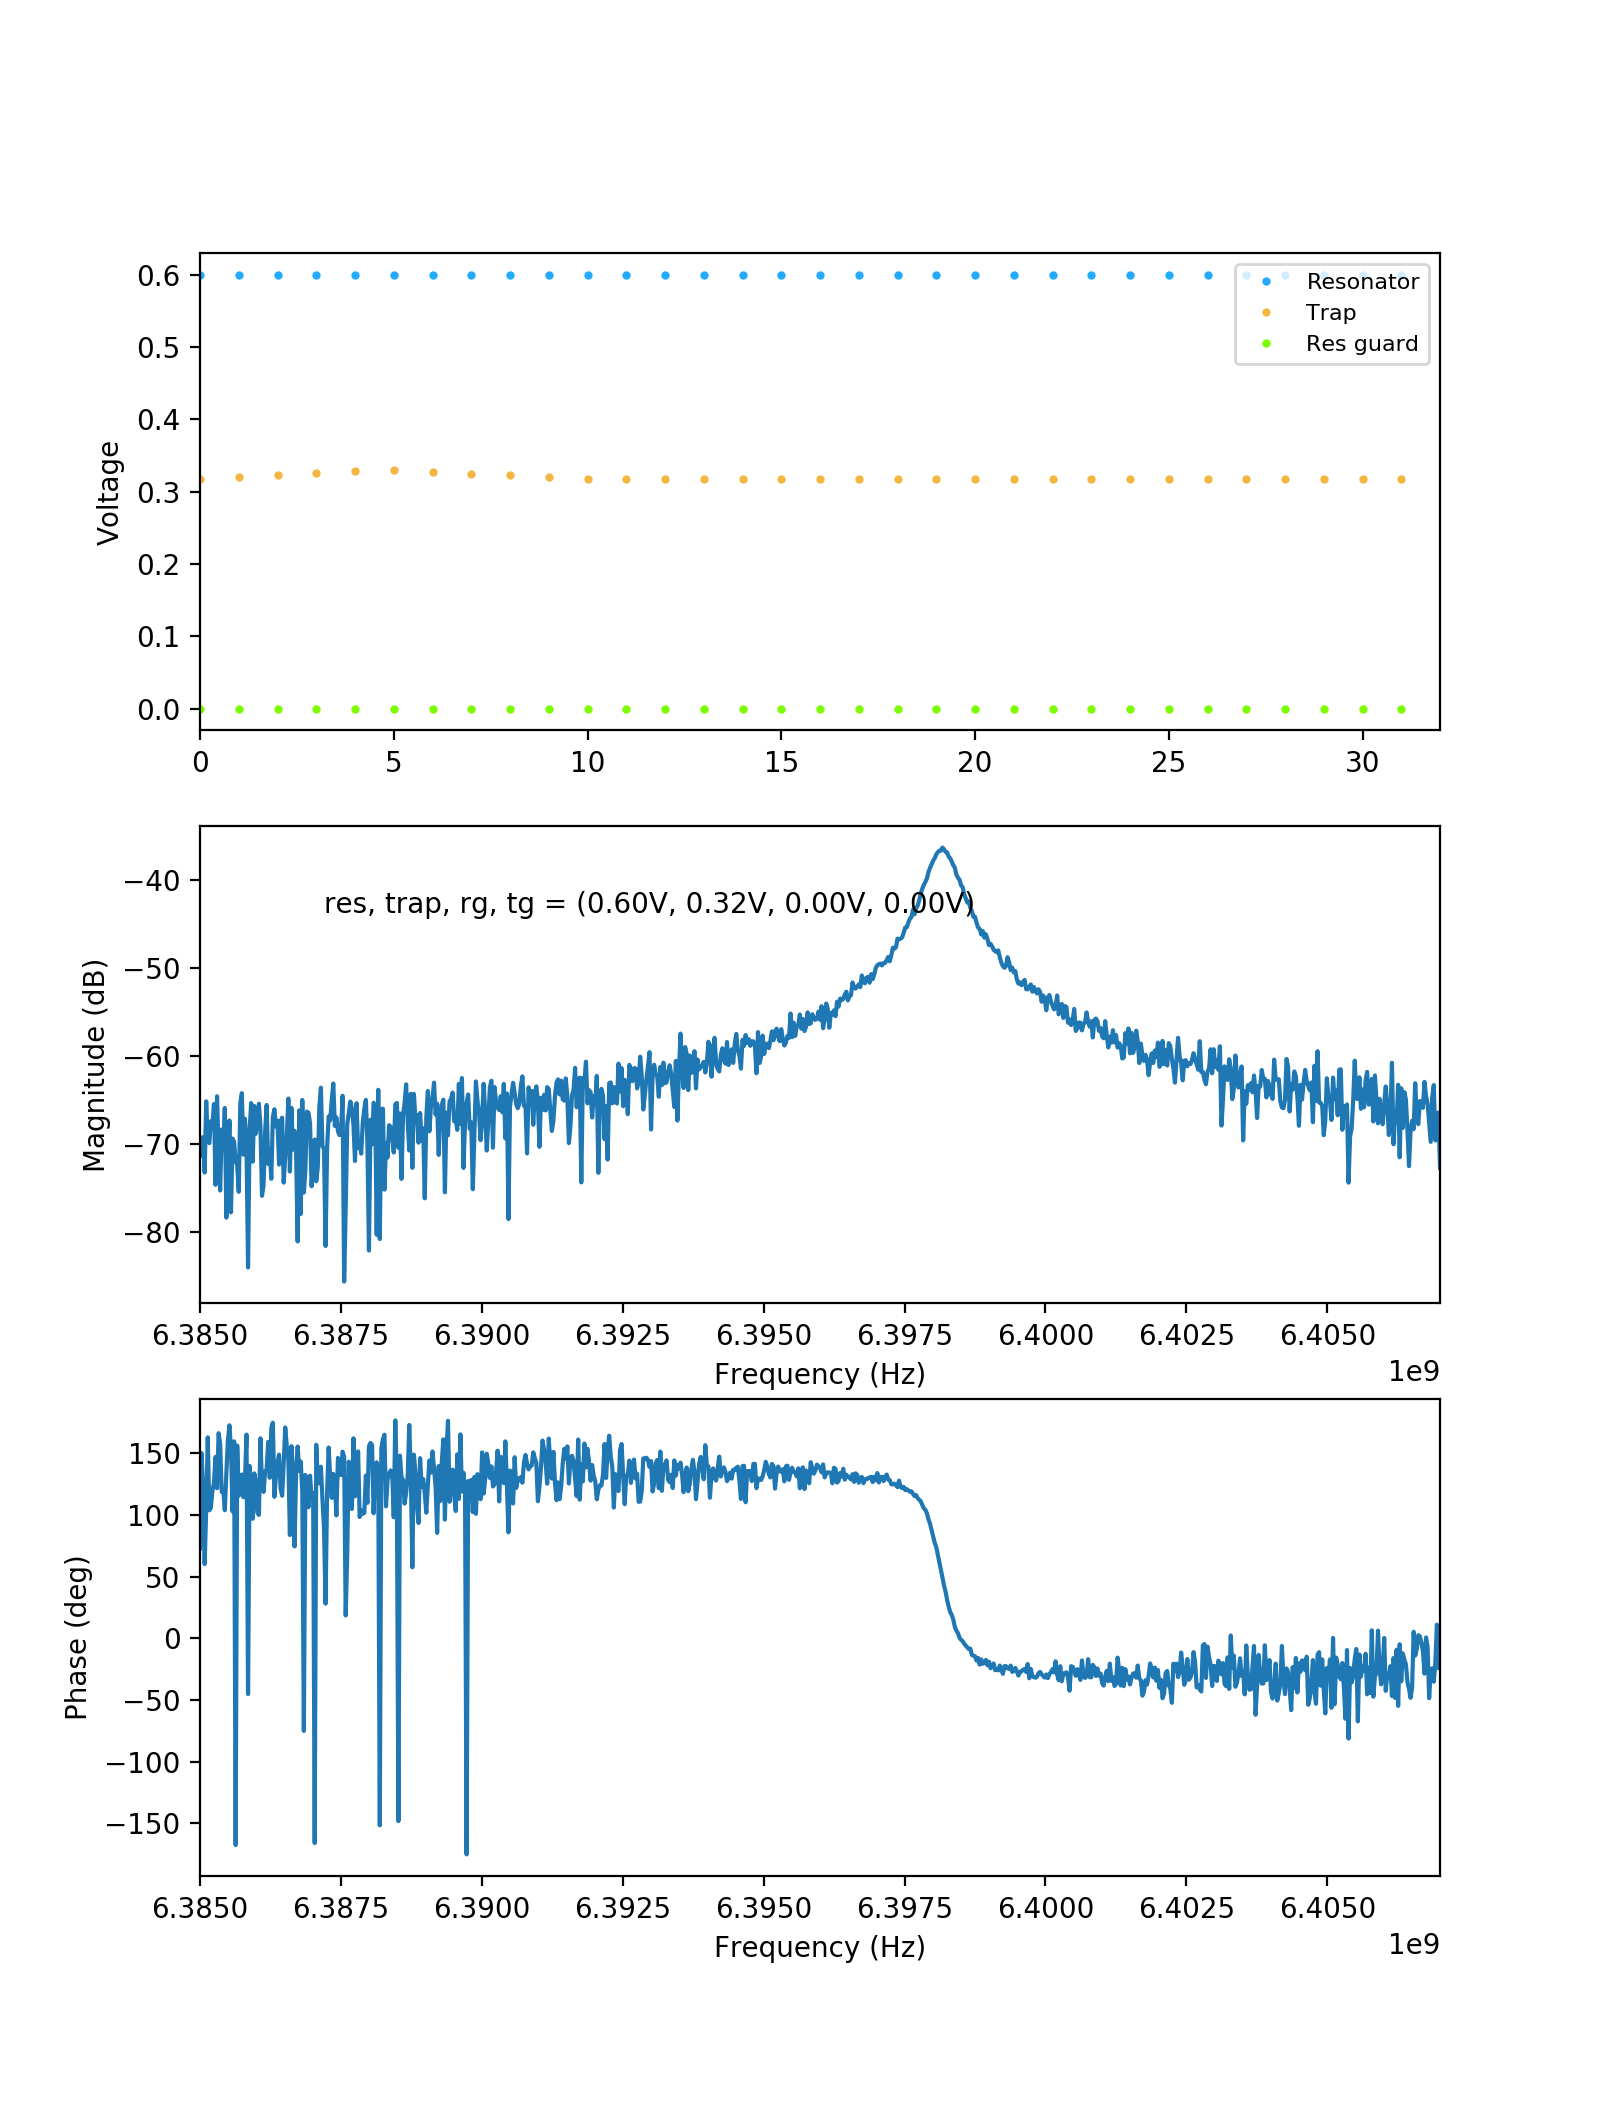 0.6
0.5
0.4
0.3
0.2
0.1
0.0
Voltage
Resonator
Trap
Res guard
0 5 10 15 20 25 30
−40
−50
−60
−70
−80
Magnitude (dB)
res, trap, rg, tg = (0.60V, 0.32V, 0.00V, 0.00V)
6.3850 6.3875 6.3900 6.3925 6.3950 6.3975 6.4000 6.4025 6.4050
1e9
Frequency (Hz)
150
100
50
0
−50
−100
−150
Phase (deg)
6.3850 6.3875 6.3900 6.3925 6.3950 6.3975 6.4000 6.4025 6.4050
1e9
Frequency (Hz)